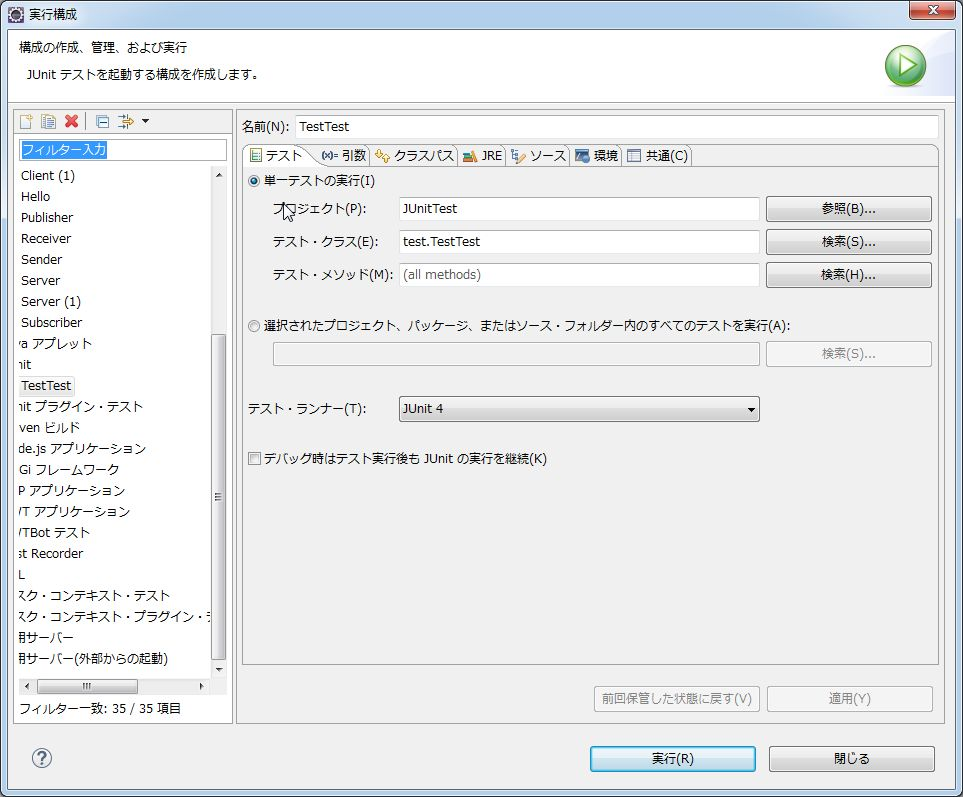 実行構成
構成の作成、管理、および実行
JUnit テストを起動する構成を作成します。
フィルター入力
Client (1)
Hello
Publisher
Receiver
Sender
Server
Server (1)
Subscriber
va アプレット
nit
TestTest
nit プラグイン・テスト
ven ビルド
de.js アプリケーション
Gi フレームワーク
P アプリケーション
VT アプリケーション
VTBot テスト
st Recorder
L
スク・コンテキスト・テスト
スク・コンテキスト・プラグイン・テ
用サーバー
用サーバー(外部からの起動)
フィルター一致: 35 / 35 項目
名前(N): TestTest
テスト (x)= 引数 クラスパス JRE ソース 環境 共通(C)
単一テストの実行(I)
プロジェクト(P): JUnitTest 参照(B)...
テスト・クラス(E): test.TestTest 検索(S)...
テスト・メソッド(M): (all methods) 検索(H)...
選択されたプロジェクト、パッケージ、またはソース・フォルダー内のすべてのテストを実行(A):
検索(S)...
テスト・ランナー(T): JUnit 4
デバッグ時はテスト実行後も JUnit の実行を継続(K)
前回保管した状態に戻す(V) 適用(Y)
実行(R) 閉じる